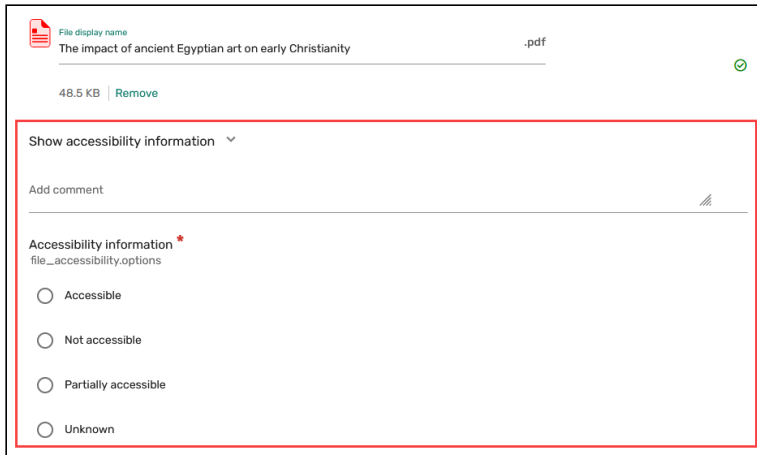 File display name
The impact of ancient Egyptian art on early Christianity
.pdf
48.5 KB Remove
Show accessibility information
Add comment
Accessibility information *
file_accessibility.options
Accessible
Not accessible
Partially accessible
Unknown